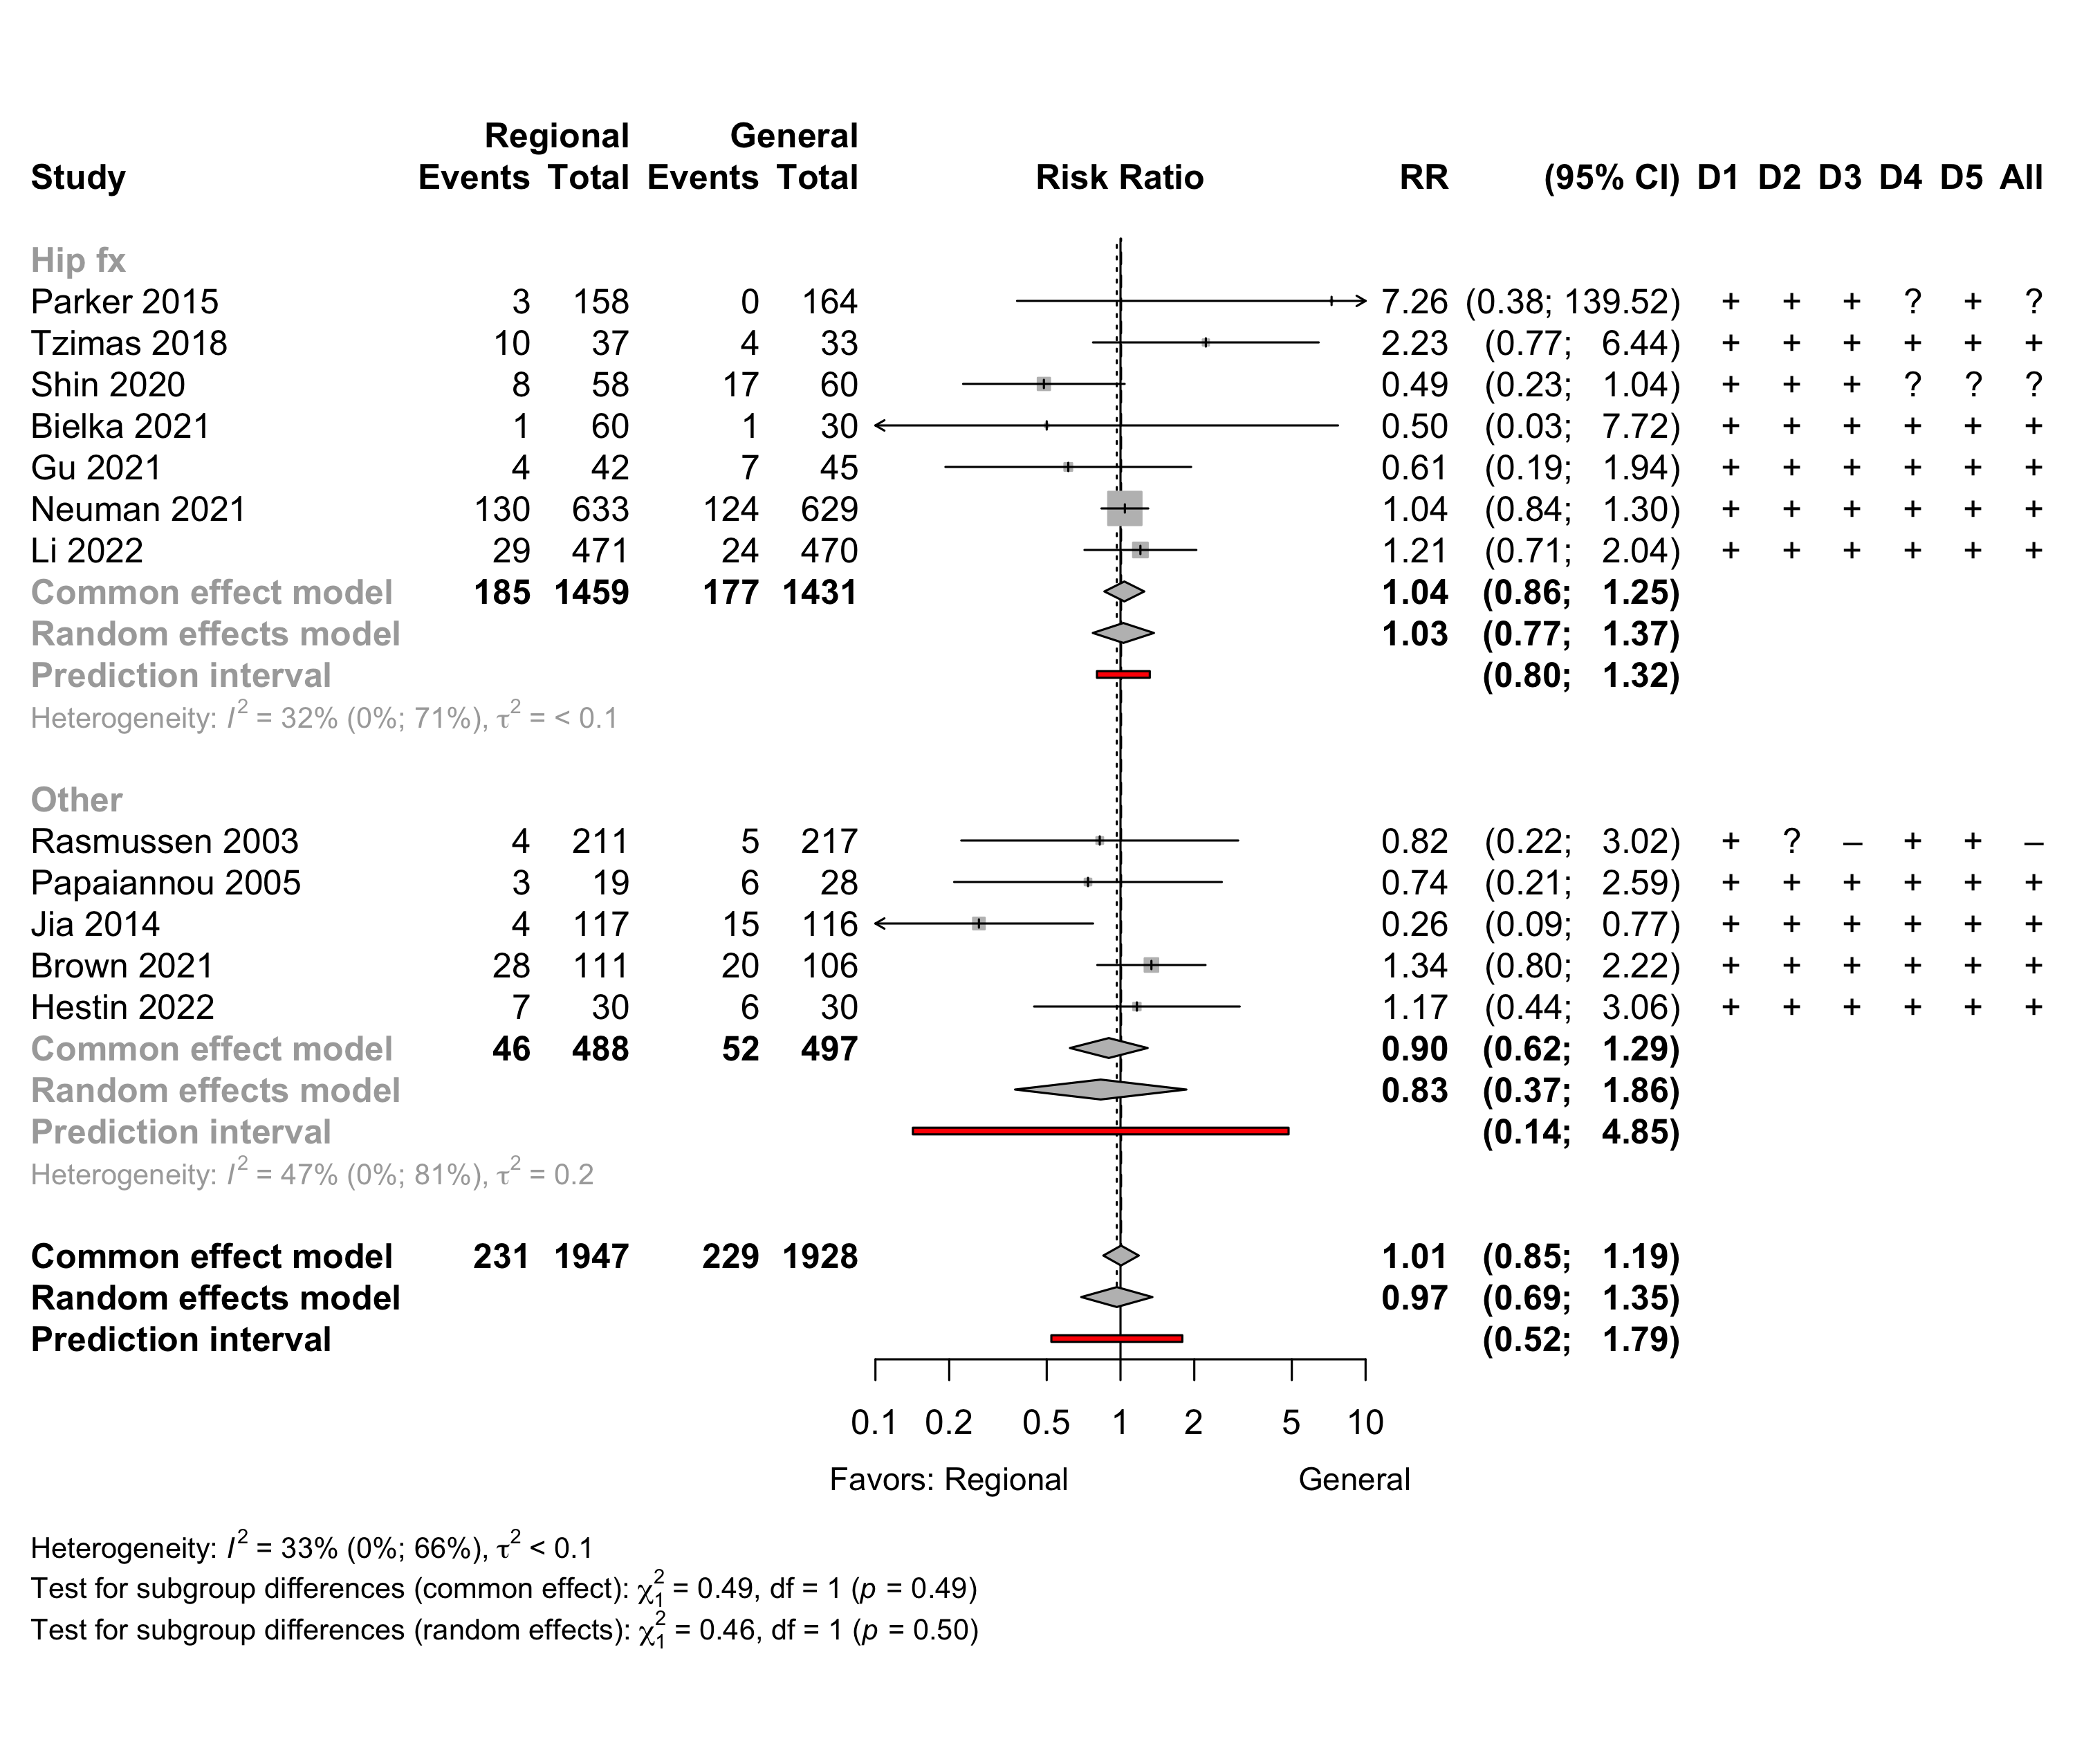 Regional General
Study Events Total Events Total Risk Ratio RR (95% CI) D1 D2 D3 D4 D5 All
Hip fx
Parker 2015 3 158 0 164 7.26 (0.38; 139.52) + + + ? + ?
Tzimas 2018 10 37 4 33 2.23 (0.77; 6.44) + + + + + +
Shin 2020 8 58 17 60 0.49 (0.23; 1.04) + + + ? ? ?
Bielka 2021 1 60 1 30 0.50 (0.03; 7.72) + + + + + +
Gu 2021 4 42 7 45 0.61 (0.19; 1.94) + + + + + +
Neuman 2021 130 633 124 629 1.04 (0.84; 1.30) + + + + + +
Li 2022 29 471 24 470 1.21 (0.71; 2.04) + + + + + +
Common effect model 185 1459 177 1431 1.04 (0.86; 1.25)
Random effects model 1.03 (0.77; 1.37)
Prediction interval (0.80; 1.32)
Heterogeneity: I² = 32% (0%; 71%), τ² = < 0.1
Other
Rasmussen 2003 4 211 5 217 0.82 (0.22; 3.02) + ? – + + –
Papaiannou 2005 3 19 6 28 0.74 (0.21; 2.59) + + + + + +
Jia 2014 4 117 15 116 0.26 (0.09; 0.77) + + + + + +
Brown 2021 28 111 20 106 1.34 (0.80; 2.22) + + + + + +
Hestin 2022 7 30 6 30 1.17 (0.44; 3.06) + + + + + +
Common effect model 46 488 52 497 0.90 (0.62; 1.29)
Random effects model 0.83 (0.37; 1.86)
Prediction interval (0.14; 4.85)
Heterogeneity: I² = 47% (0%; 81%), τ² = 0.2
Common effect model 231 1947 229 1928 1.01 (0.85; 1.19)
Random effects model 0.97 (0.69; 1.35)
Prediction interval (0.52; 1.79)
0.1 0.2 0.5 1 2 5 10
Favors: Regional General
Heterogeneity: I² = 33% (0%; 66%), τ² < 0.1
Test for subgroup differences (common effect): χ²₁ = 0.49, df = 1 (p = 0.49)
Test for subgroup differences (random effects): χ²₁ = 0.46, df = 1 (p = 0.50)